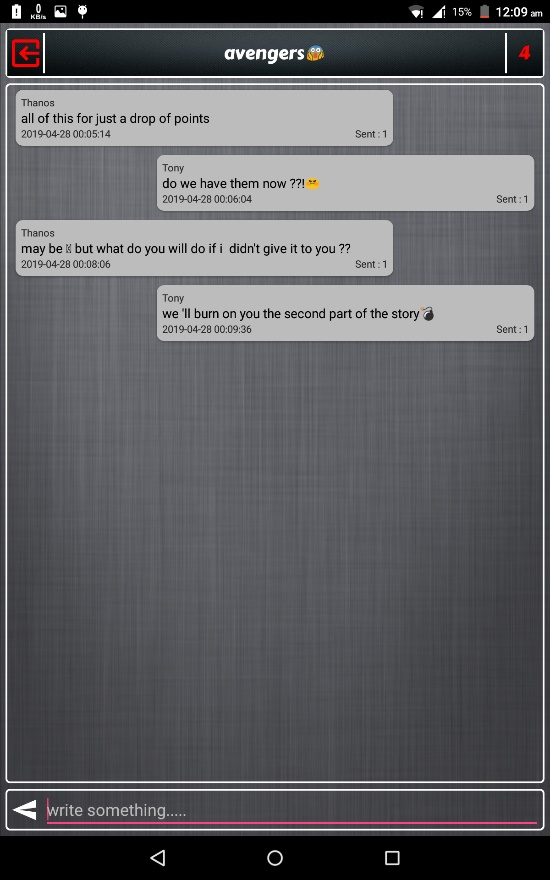 0
KB/s
15%
12:09 am
avengers😱
4
Thanos
all of this for just a drop of points
2019-04-28 00:05:14
Sent : 1
Tony
do we have them now ??!😡
2019-04-28 00:06:04
Sent : 1
Thanos
may be but what do you will do if i didn't give it to you ??
2019-04-28 00:08:06
Sent : 1
Tony
we 'll burn on you the second part of the story💣
2019-04-28 00:09:36
Sent : 1
write something.....